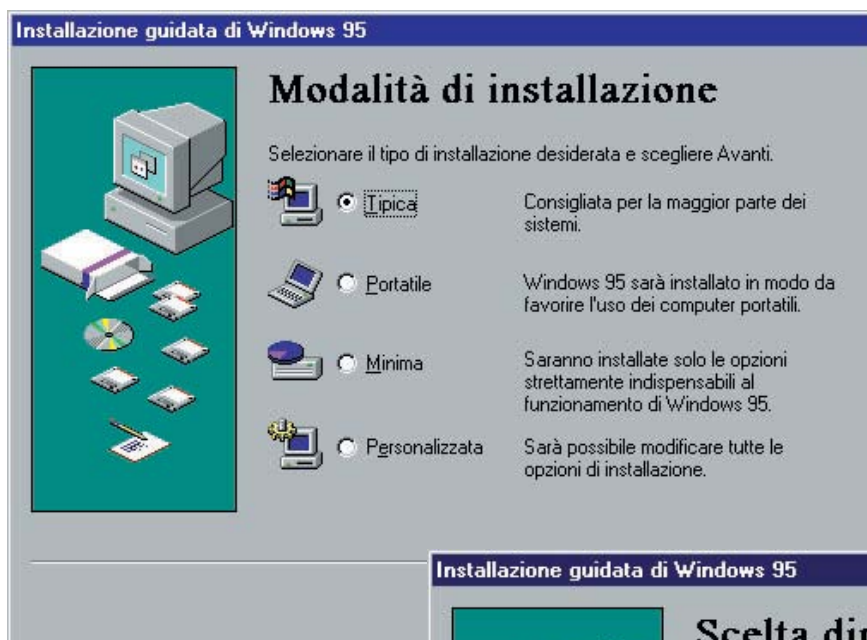 Installazione guidata di Windows 95
Modalità di installazione
Selezionare il tipo di installazione desiderata e scegliere Avanti.
Tipica
Consigliata per la maggior parte dei
sistemi.
Portatile
Windows 95 sarà installato in modo da
favorire l'uso dei computer portatili.
Minima
Saranno installate solo le opzioni
strettamente indispensabili al
funzionamento di Windows 95.
Personalizzata
Sarà possibile modificare tutte le
opzioni di installazione.
Installazione guidata di Windows 95
Scelta